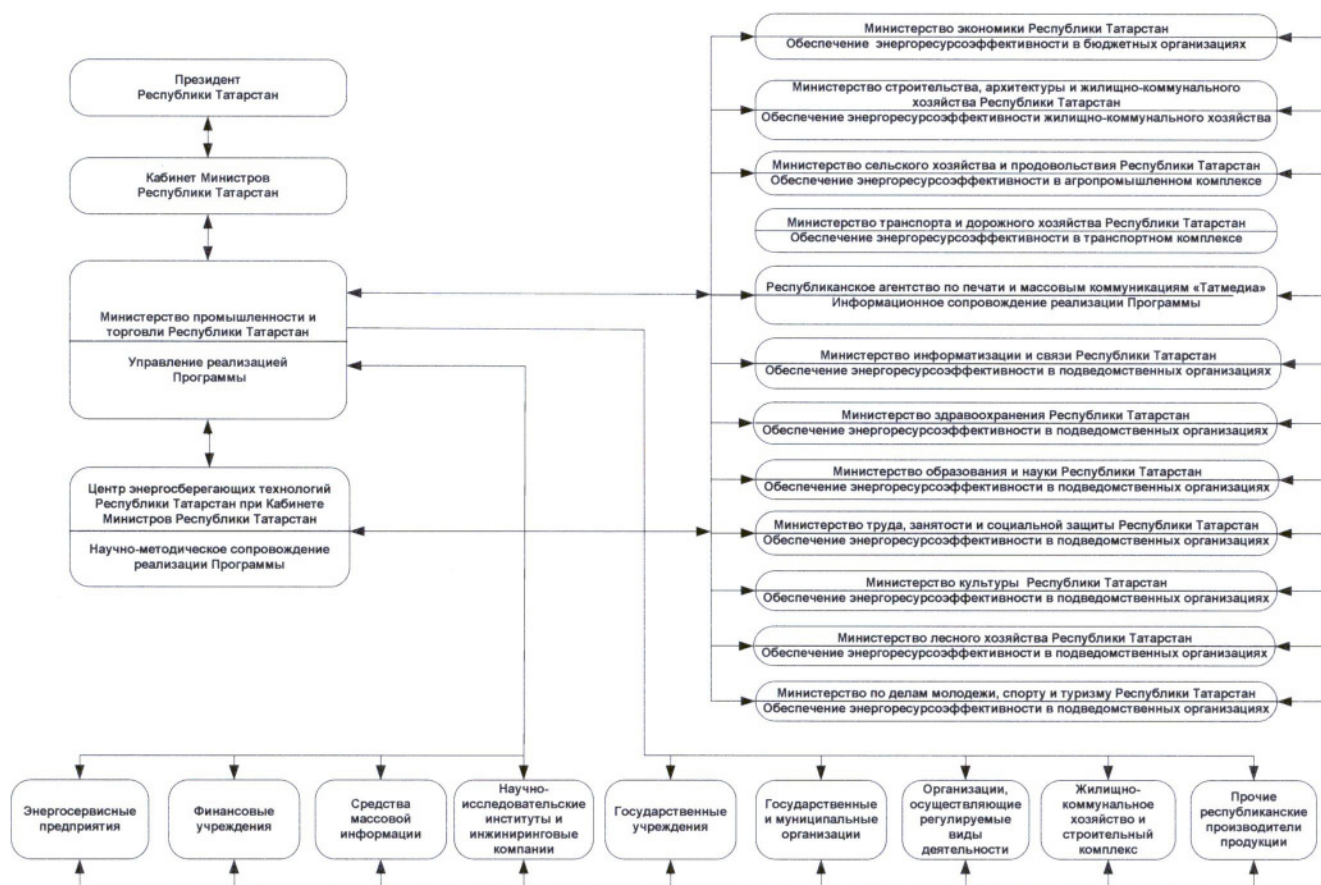 Президент
Республики Татарстан
Кабинет Министров
Республики Татарстан
Министерство промышленности и
торговли Республики Татарстан
Управление реализацией
Программы
Центр энергосберегающих технологий
Республики Татарстан при Кабинете
Министров Республики Татарстан
Научно-методическое сопровождение
реализации Программы
Министерство экономики Республики Татарстан
Обеспечение энергоресурсоэффективности в бюджетных организациях
Министерство строительства, архитектуры и жилищно-коммунального
хозяйства Республики Татарстан
Обеспечение энергоресурсоэффективности жилищно-коммунального хозяйства
Министерство сельского хозяйства и продовольствия Республики Татарстан
Обеспечение энергоресурсоэффективности в агропромышленном комплексе
Министерство транспорта и дорожного хозяйства Республики Татарстан
Обеспечение энергоресурсоэффективности в транспортном комплексе
Республиканское агентство по печати и массовым коммуникациям «Татмедиа»
Информационное сопровождение реализации Программы
Министерство информатизации и связи Республики Татарстан
Обеспечение энергоресурсоэффективности в подведомственных организациях
Министерство здравоохранения Республики Татарстан
Обеспечение энергоресурсоэффективности в подведомственных организациях
Министерство образования и науки Республики Татарстан
Обеспечение энергоресурсоэффективности в подведомственных организациях
Министерство труда, занятости и социальной защиты Республики Татарстан
Обеспечение энергоресурсоэффективности в подведомственных организациях
Министерство культуры Республики Татарстан
Обеспечение энергоресурсоэффективности в подведомственных организациях
Министерство лесного хозяйства Республики Татарстан
Обеспечение энергоресурсоэффективности в подведомственных организациях
Министерство по делам молодежи, спорту и туризму Республики Татарстан
Обеспечение энергоресурсоэффективности в подведомственных организациях
Энергосервисные
предприятия
Финансовые
учреждения
Средства
массовой
информации
Научно-
исследовательские
институты и
инжиниринговые
компании
Государственные
учреждения
Государственные
и муниципальные
организации
Организации,
осуществляющие
регулируемые
виды
деятельности
Жилищно-
коммунальное
хозяйство и
строительный
комплекс
Прочие
республиканские
производители
продукции